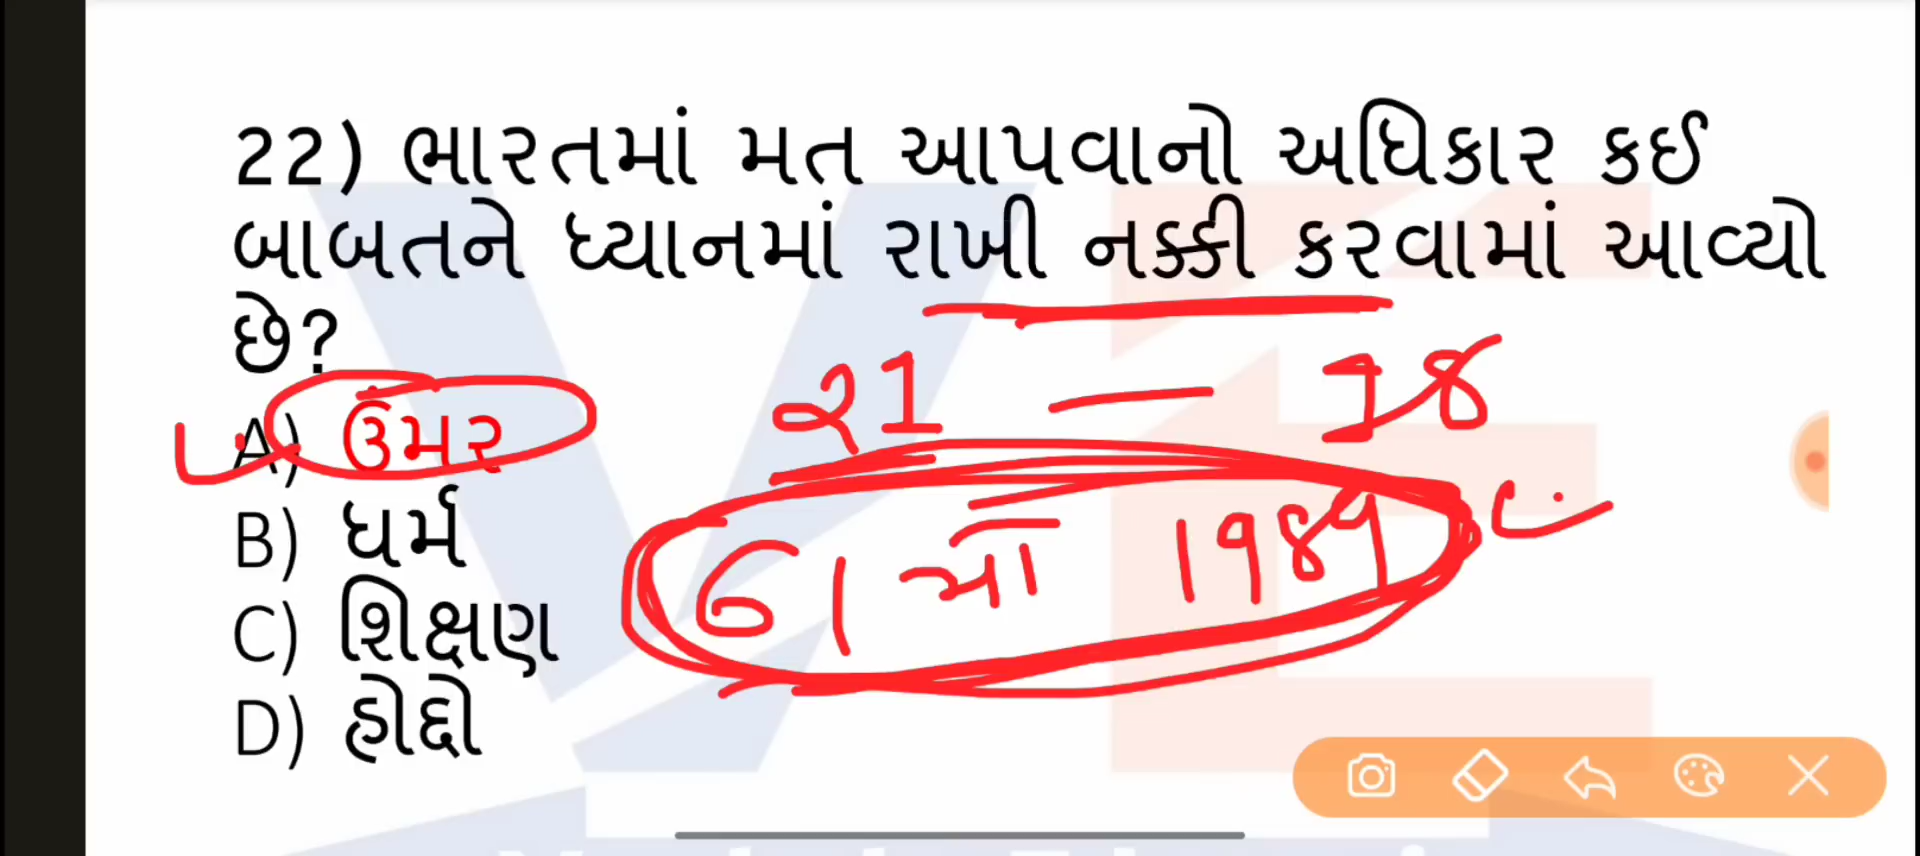 22) ભારતમાં મત આપવાનો અધિકાર કઈ
બાબતને ધ્યાનમાં રાખી નક્કી કરવામાં આવ્યો
છે?
21 — 18
A) ઉંમર
61 મો 1989
B) ધર્મ
C) શિક્ષણ
D) હોદ્દો